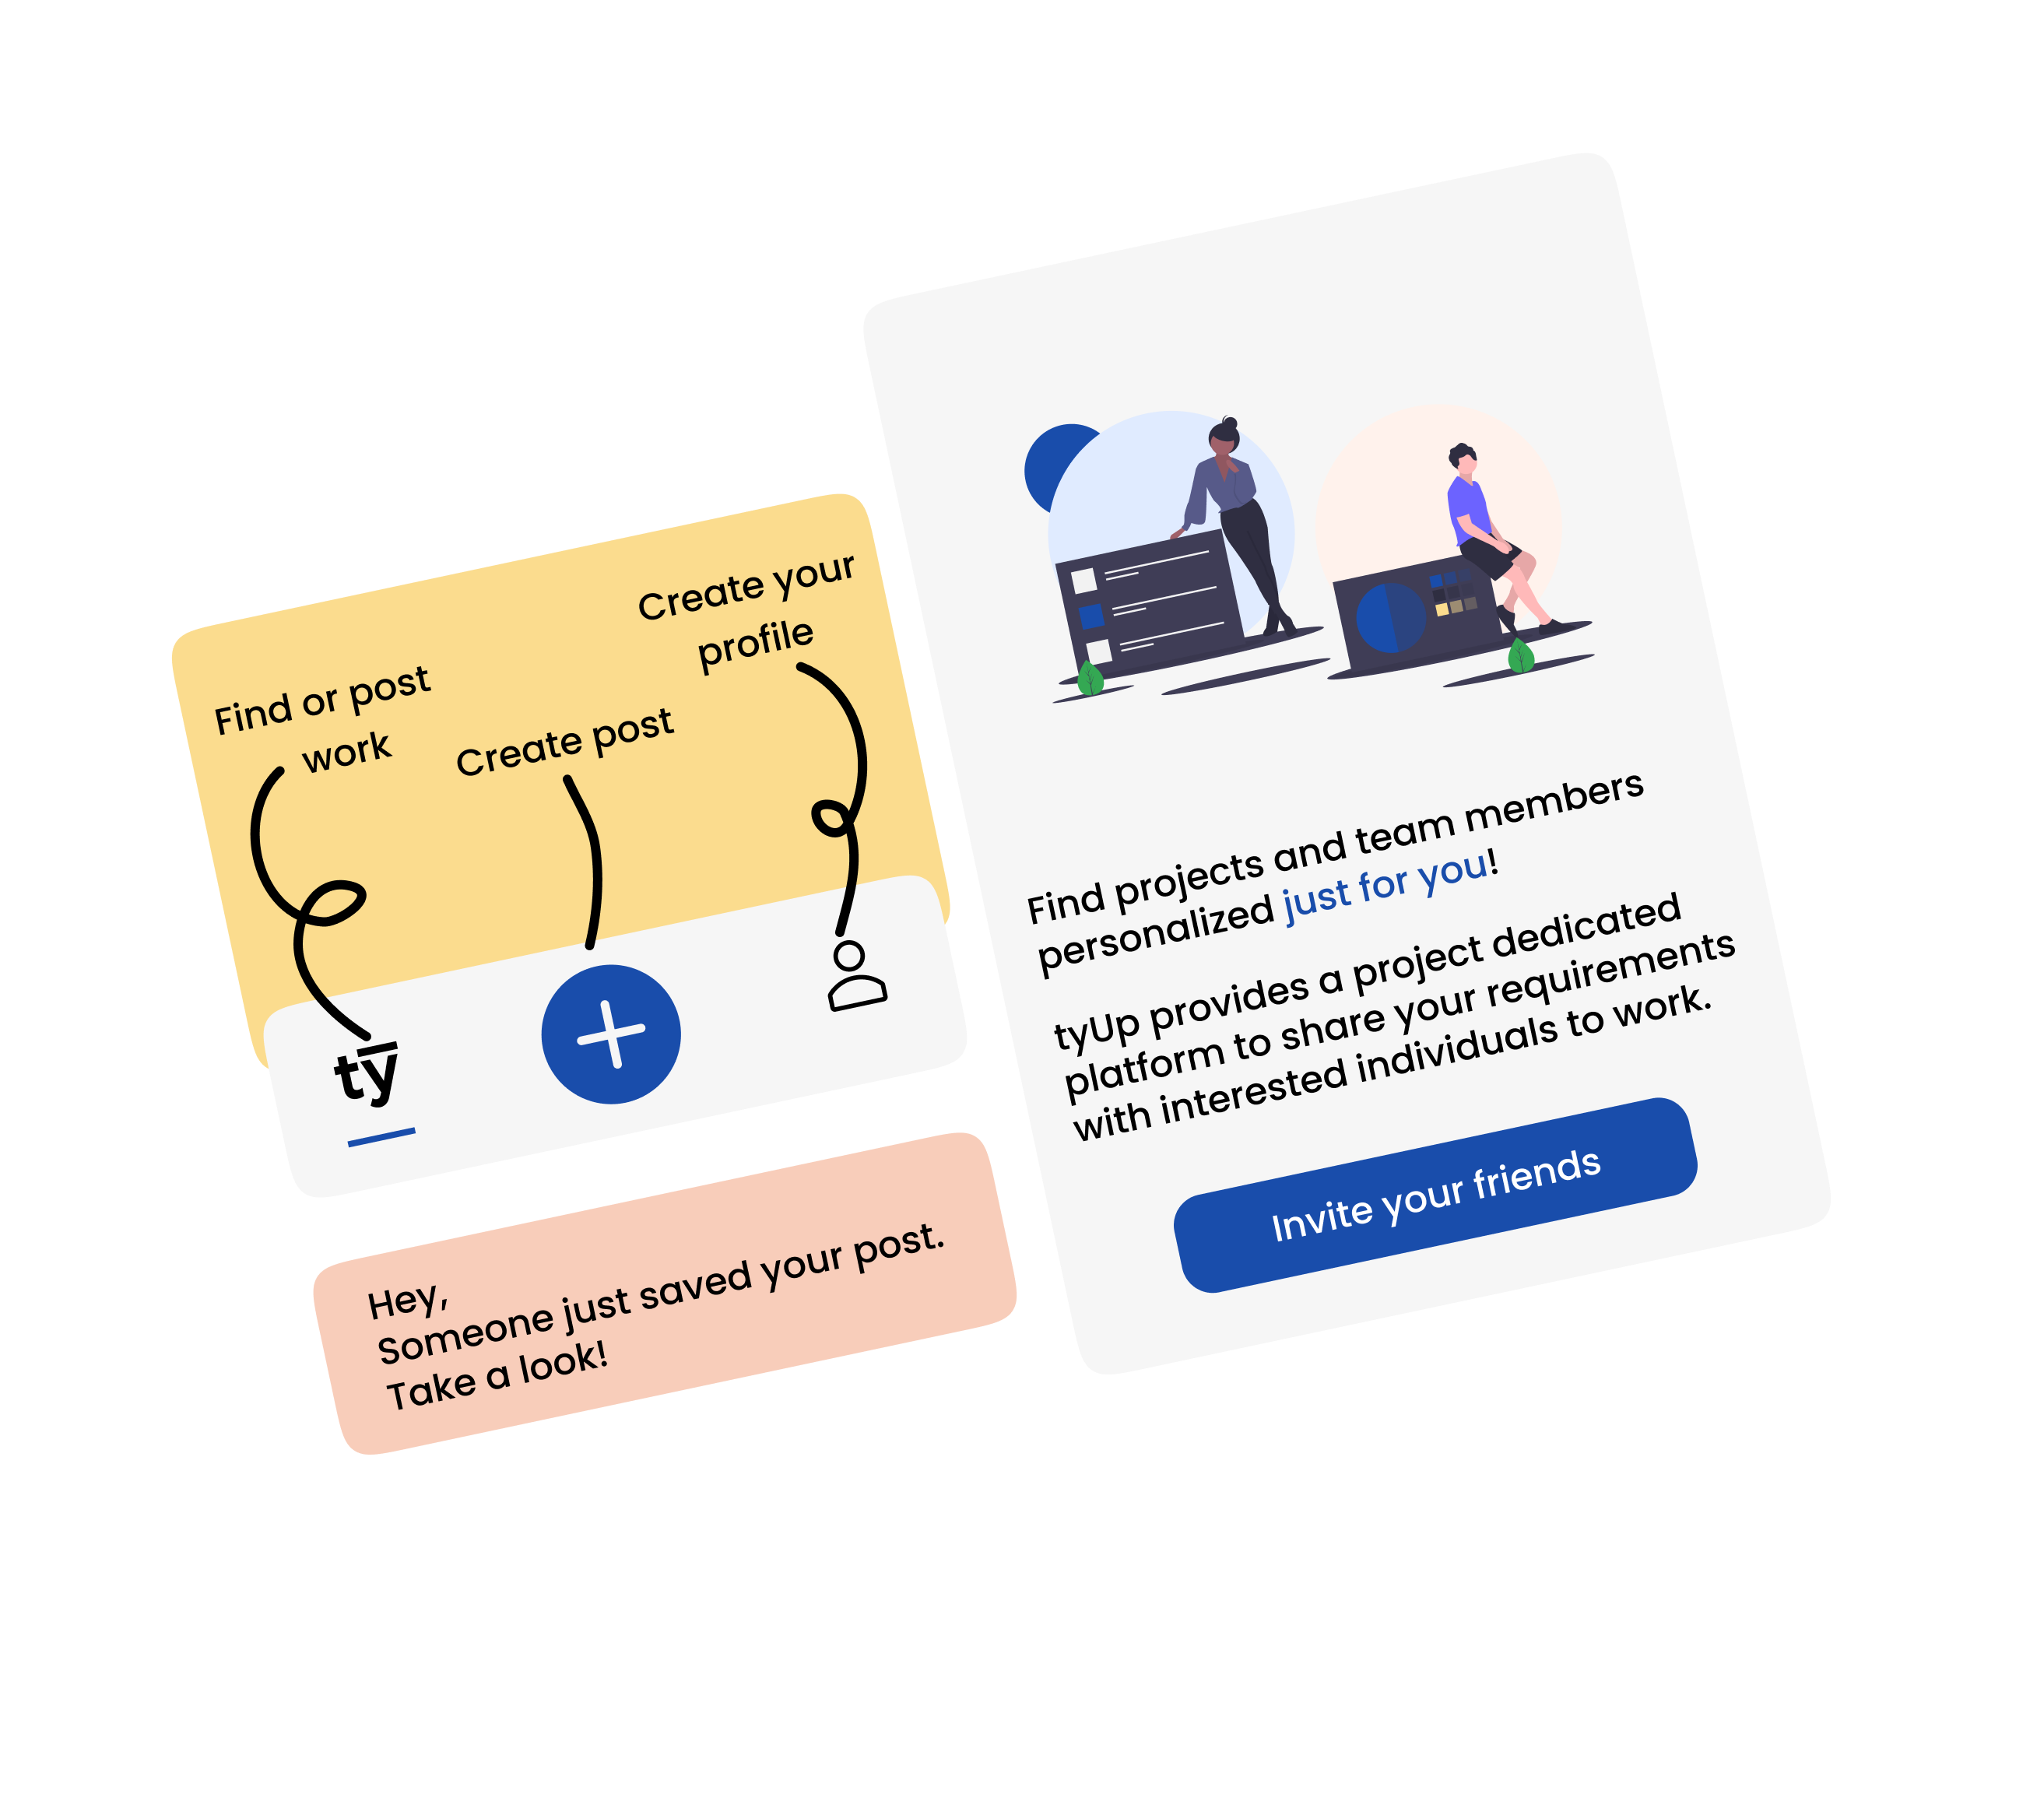 Find or post
work
Create post
Create your
profile
ty
Hey,
Someone just saved your post.
Take a look!
Find projects and team members
personalized just for you!
tyUp provides a project dedicated
platform to share your requirements
with interested individuals to work.
Invite your friends